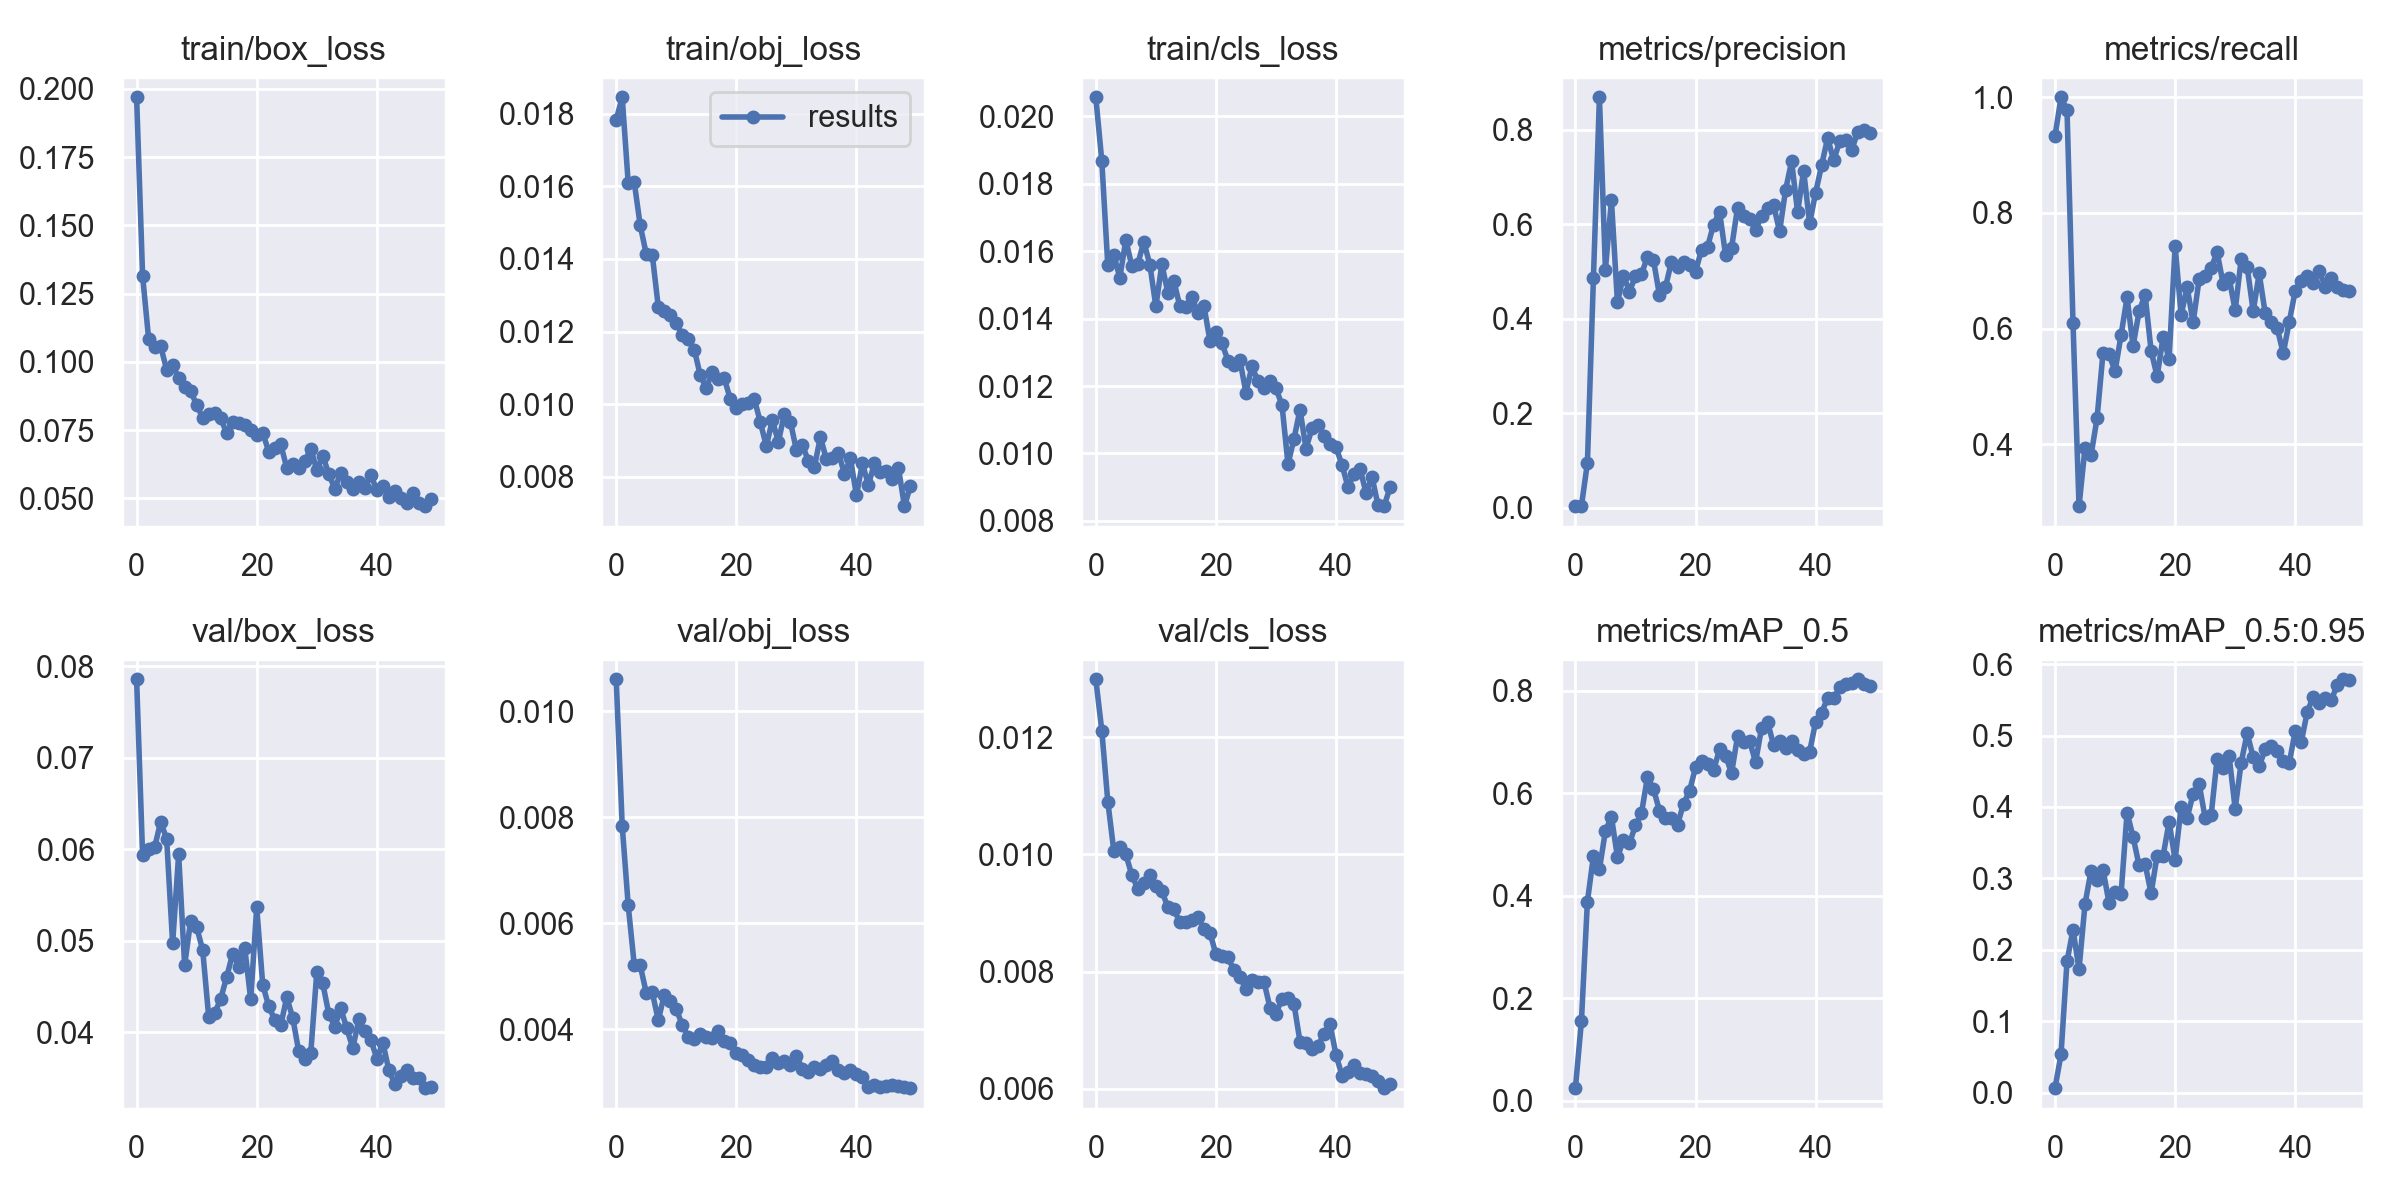 train/box_loss
0.200
0.175
0.150
0.125
0.100
0.075
0.050
0 20 40
train/obj_loss
results
0.018
0.016
0.014
0.012
0.010
0.008
0 20 40
train/cls_loss
0.020
0.018
0.016
0.014
0.012
0.010
0.008
0 20 40
metrics/precision
0.8
0.6
0.4
0.2
0.0
0 20 40
metrics/recall
1.0
0.8
0.6
0.4
0 20 40
val/box_loss
0.08
0.07
0.06
0.05
0.04
0 20 40
val/obj_loss
0.010
0.008
0.006
0.004
0 20 40
val/cls_loss
0.012
0.010
0.008
0.006
0 20 40
metrics/mAP_0.5
0.8
0.6
0.4
0.2
0.0
0 20 40
metrics/mAP_0.5:0.95
0.6
0.5
0.4
0.3
0.2
0.1
0.0
0 20 40